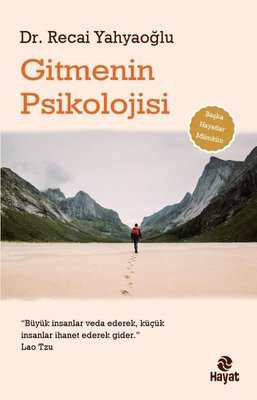 Dr. Recai Yahyaoğlu
Gitmenin
Psikolojisi
Başka
Hayatlar
Mümkün
“Büyük insanlar veda ederek, küçük
insanlar ihanet ederek gider.”
Lao Tzu
Hayat